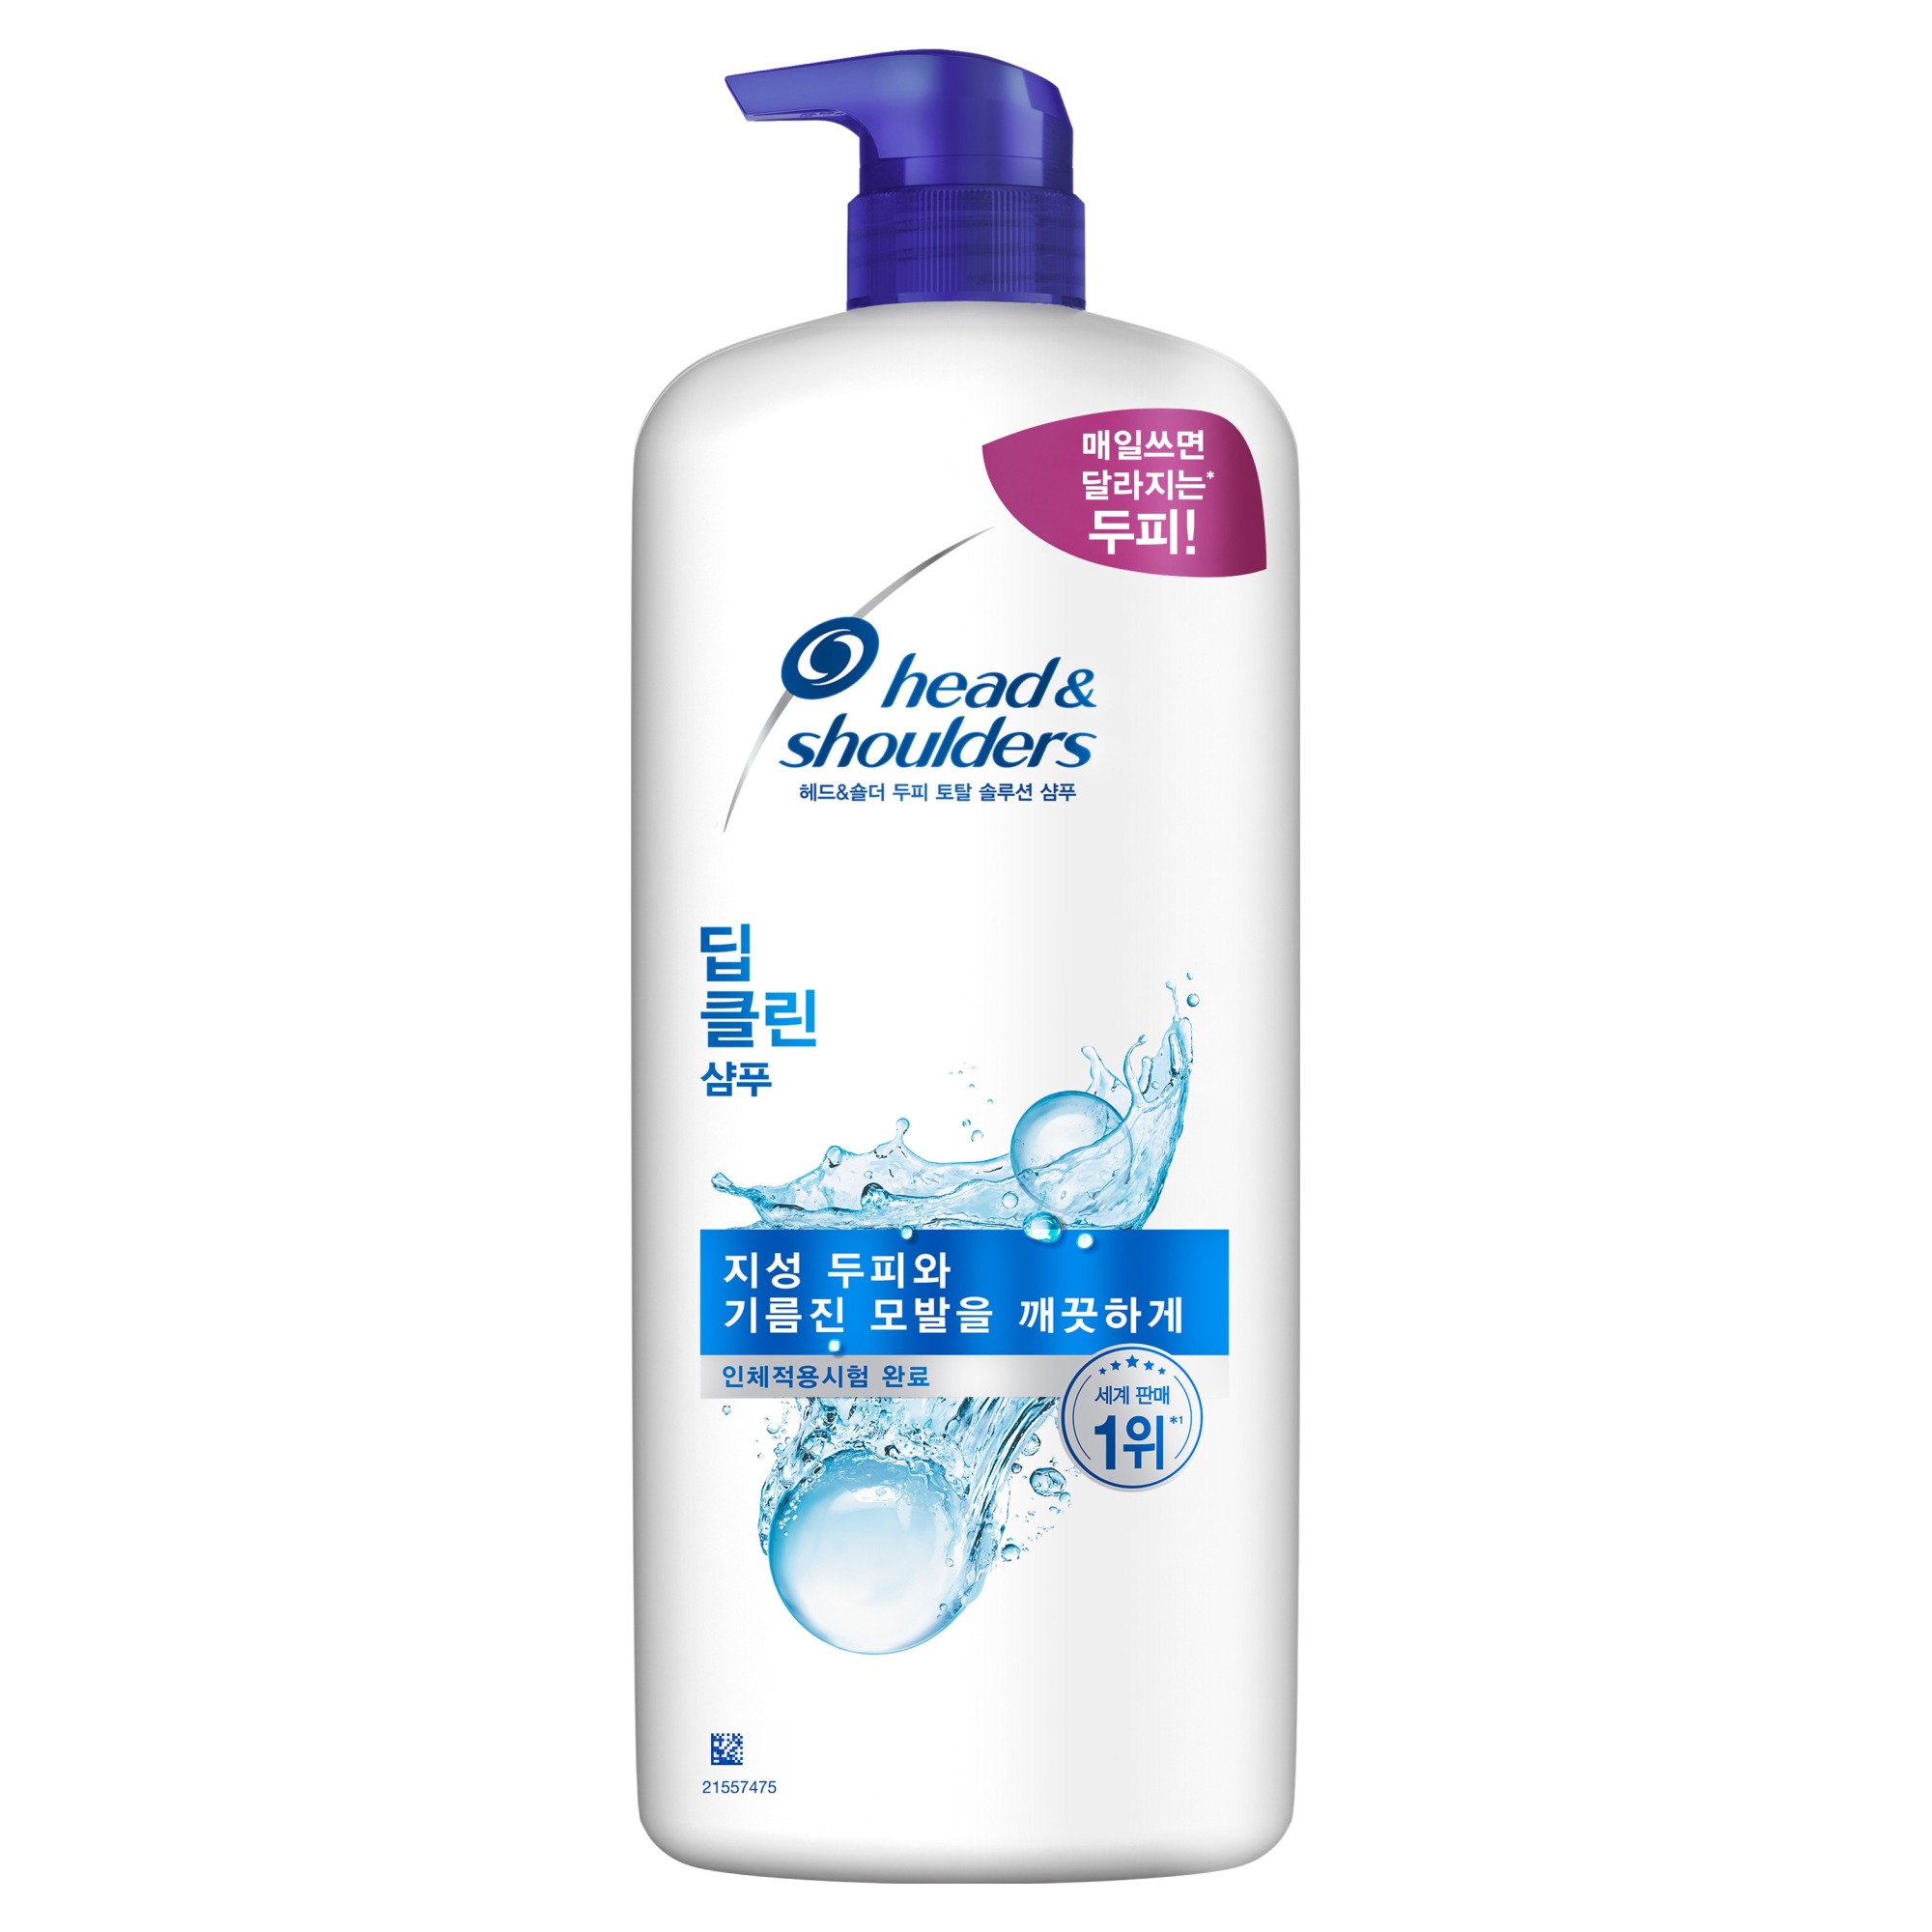 매일쓰면
달라지는*
두피!
head &
shoulders
헤드&숄더 두피 토탈 솔루션 샴푸
딥
클린
샴푸
지성 두피와
기름진 모발을 깨끗하게
인체적용시험 완료
세계 판매
1위*1
21557475